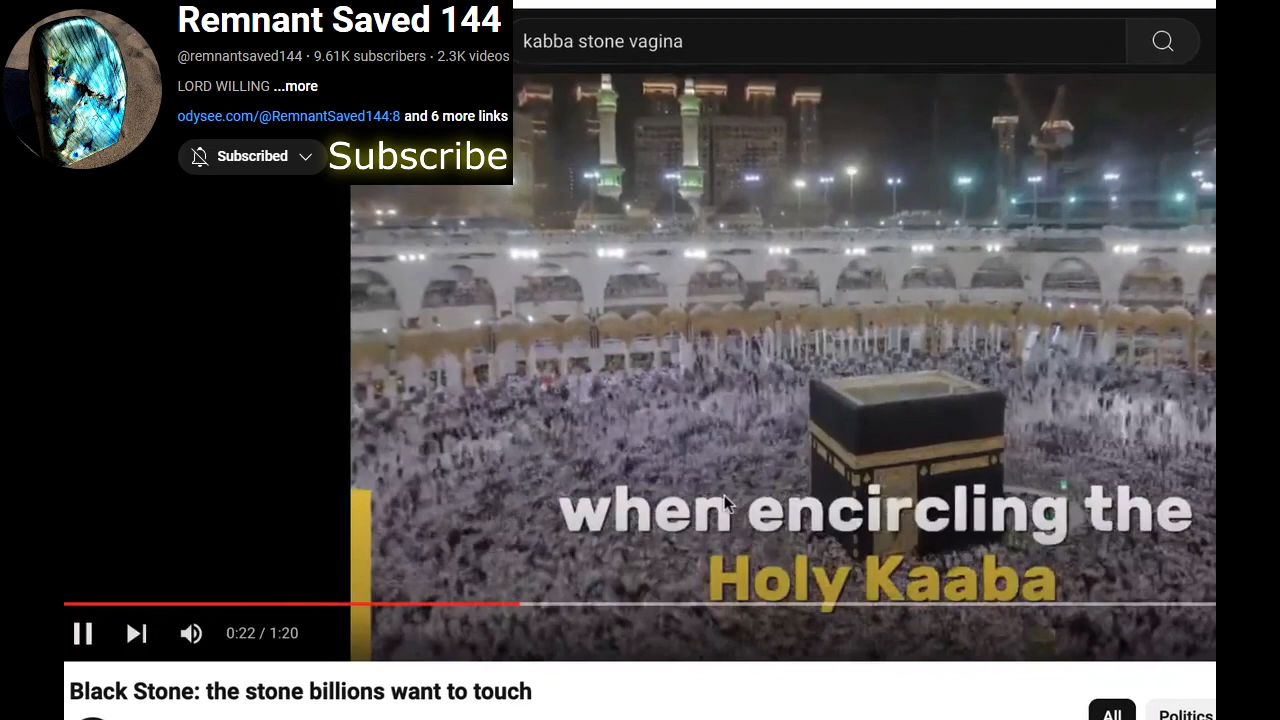 Remnant Saved 144
@remnantsaved144 · 9.61K subscribers · 2.3K videos
LORD WILLING ...more
odysee.com/@RemnantSaved144:8 and 6 more links
Subscribed
Subscribe
kabba stone vagina
when encircling the
Holy Kaaba
0:22 / 1:20
Black Stone: the stone billions want to touch
All
Politics